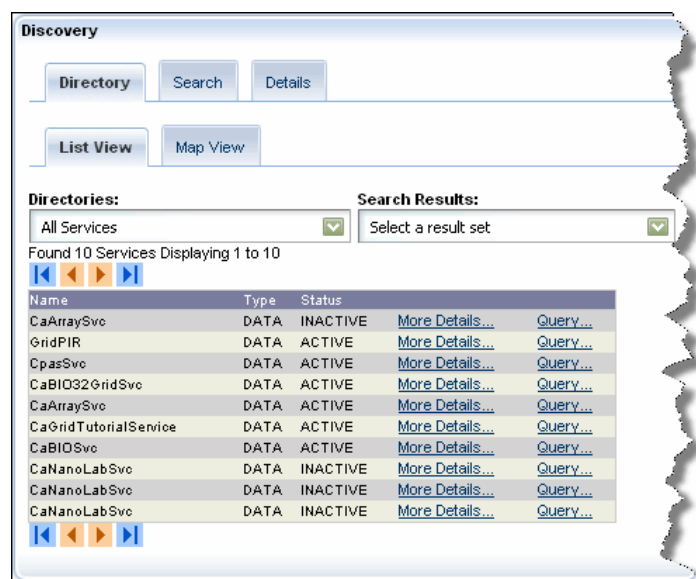 Discovery
Directory Search Details
List View Map View
Directories: Search Results:
All Services Select a result set
Found 10 Services Displaying 1 to 10
Name Type Status
CaArraySvc DATA INACTIVE More Details... Query...
GridPIR DATA ACTIVE More Details... Query...
CpasSvc DATA ACTIVE More Details... Query...
CaBIO32GridSvc DATA ACTIVE More Details... Query...
CaArraySvc DATA ACTIVE More Details... Query...
CaGridTutorialService DATA ACTIVE More Details... Query...
CaBIOSvc DATA ACTIVE More Details... Query...
CaNanoLabSvc DATA INACTIVE More Details... Query...
CaNanoLabSvc DATA INACTIVE More Details... Query...
CaNanoLabSvc DATA INACTIVE More Details... Query...